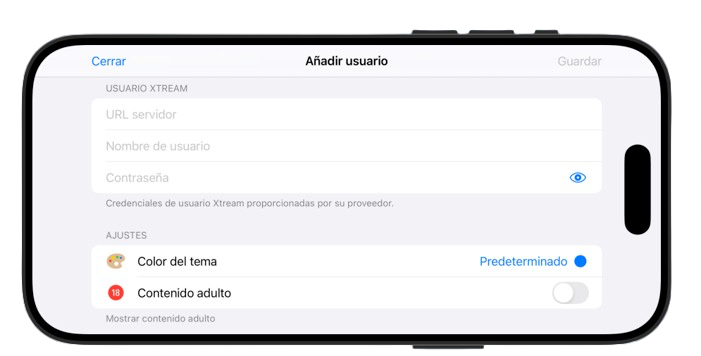 Cerrar Añadir usuario Guardar
USUARIO XTREAM
URL servidor
Nombre de usuario
Contraseña
Credenciales de usuario Xtream proporcionadas por su proveedor.
AJUSTES
Color del tema Predeterminado
18 Contenido adulto
Mostrar contenido adulto